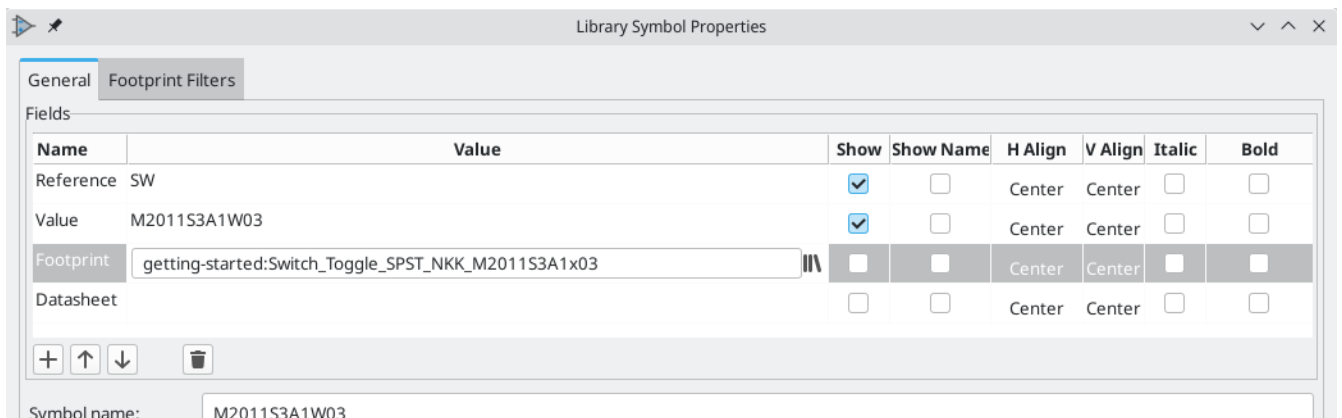 Library Symbol Properties
General Footprint Filters
Fields
Name Value Show Show Name H Align V Align Italic Bold
Reference SW Center Center
Value M2011S3A1W03 Center Center
Footprint getting-started:Switch_Toggle_SPST_NKK_M2011S3A1x03 Center Center
Datasheet Center Center
Symbol name: M2011S3A1W03